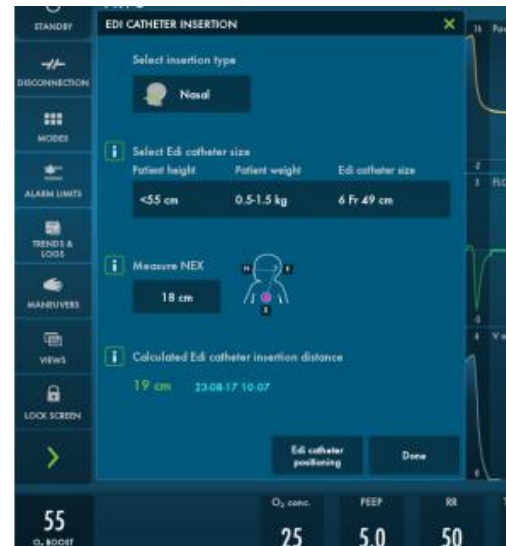 STANDBY
EDI CATHETER INSERTION
Select insertion type
DISCONNECTION
Nasal
MODES
Select Edi catheter size
Patient height Patient weight Edi catheter size
ALARM LIMITS
<55 cm 0.5-1.5 kg 6 Fr 49 cm
TRENDS &
LOGS
Measure NEX
18 cm
MANEUVERS
VIEWS
Calculated Edi catheter insertion distance
19 cm 23-08-17 10:07
LOCK SCREEN
Edi catheter
positioning
Done
O₂ conc. PEEP RR
55 25 5.0 50
O₂ BOOST